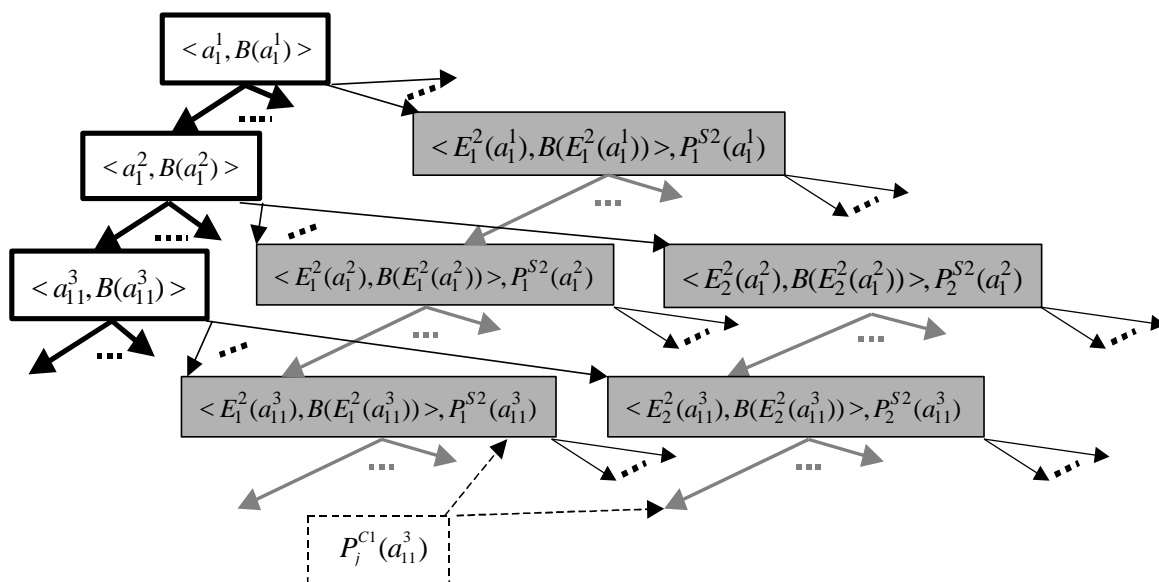 < a_1^1, B(a_1^1) >
< E_1^2(a_1^1), B(E_1^2(a_1^1)) >, P_1^{S2}(a_1^1)
< a_1^2, B(a_1^2) >
< a_{11}^3, B(a_{11}^3) >
< E_1^2(a_1^2), B(E_1^2(a_1^2)) >, P_1^{S2}(a_1^2)
< E_2^2(a_1^2), B(E_2^2(a_1^2)) >, P_2^{S2}(a_1^2)
< E_1^2(a_{11}^3), B(E_1^2(a_{11}^3)) >, P_1^{S2}(a_{11}^3)
< E_2^2(a_{11}^3), B(E_2^2(a_{11}^3)) >, P_2^{S2}(a_{11}^3)
P_j^{C1}(a_{11}^3)